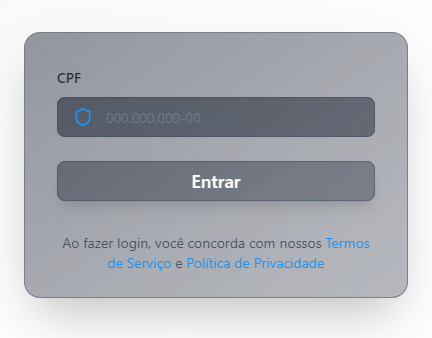 CPF
000.000.000-00
Entrar
Ao fazer login, você concorda com nossos Termos
de Serviço e Política de Privacidade